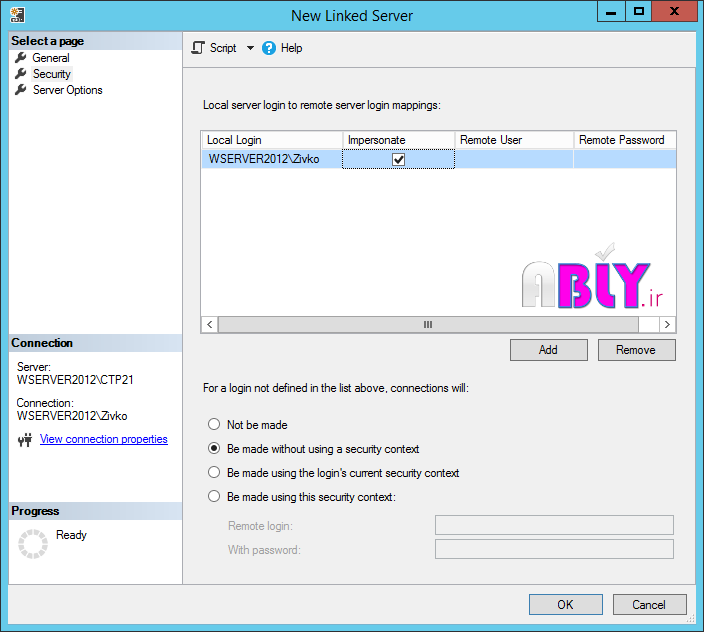 New Linked Server
Select a page
General
Security
Server Options
Script
Help
Local server login to remote server login mappings:
Local Login Impersonate Remote User Remote Password
WSERVER2012\Zivko
ABLY.ir
Add Remove
For a login not defined in the list above, connections will:
Not be made
Be made without using a security context
Be made using the login's current security context
Be made using this security context:
Remote login:
With password:
Connection
Server:
WSERVER2012\CTP21
Connection:
WSERVER2012\Zivko
View connection properties
Progress
Ready
OK Cancel